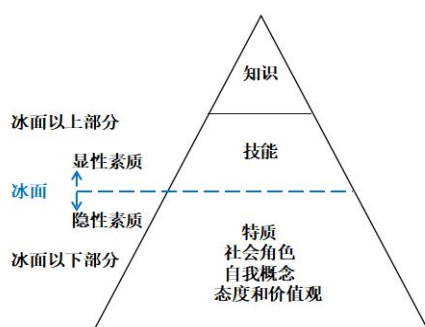 知识
冰面以上部分
技能
显性素质
冰面
隐性素质
特质
社会角色
冰面以下部分
自我概念
态度和价值观